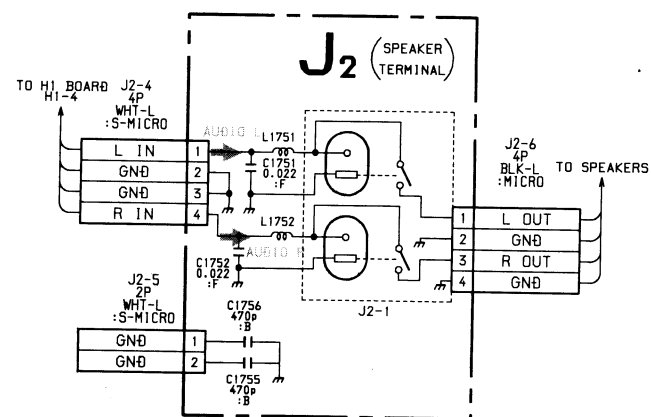 J2 (SPEAKER TERMINAL)
TO H1 BOARD
H1-4
J2-4
4P
WHT-L
:S-MICRO
L IN 1
GND 2
GND 3
R IN 4
AUDIO L
L1751
C1751
0.022
:F
L1752
AUDIO R
C1752
0.022
:F
J2-1
J2-6
4P
BLK-L
:MICRO
TO SPEAKERS
1 L OUT
2 GND
3 R OUT
4 GND
J2-5
2P
WHT-L
:S-MICRO
GND 1
GND 2
C1756
470p
:B
C1755
470p
:B